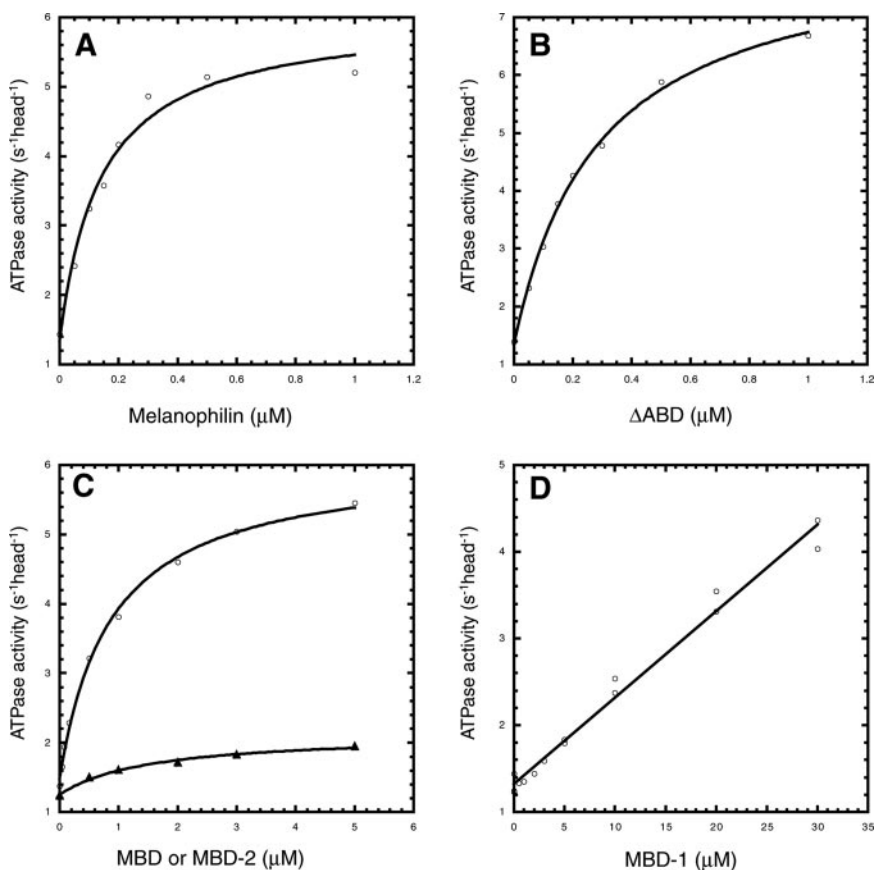 A
ATPase activity (s⁻¹head⁻¹)
6
5
4
3
2
1
0 0.2 0.4 0.6 0.8 1 1.2
Melanophilin (μM)
B
ATPase activity (s⁻¹head⁻¹)
7
6
5
4
3
2
1
0 0.2 0.4 0.6 0.8 1 1.2
ΔABD (μM)
C
ATPase activity (s⁻¹head⁻¹)
6
5
4
3
2
1
0 1 2 3 4 5 6
MBD or MBD-2 (μM)
D
ATPase activity (s⁻¹head⁻¹)
5
4
3
2
1
0 5 10 15 20 25 30 35
MBD-1 (μM)